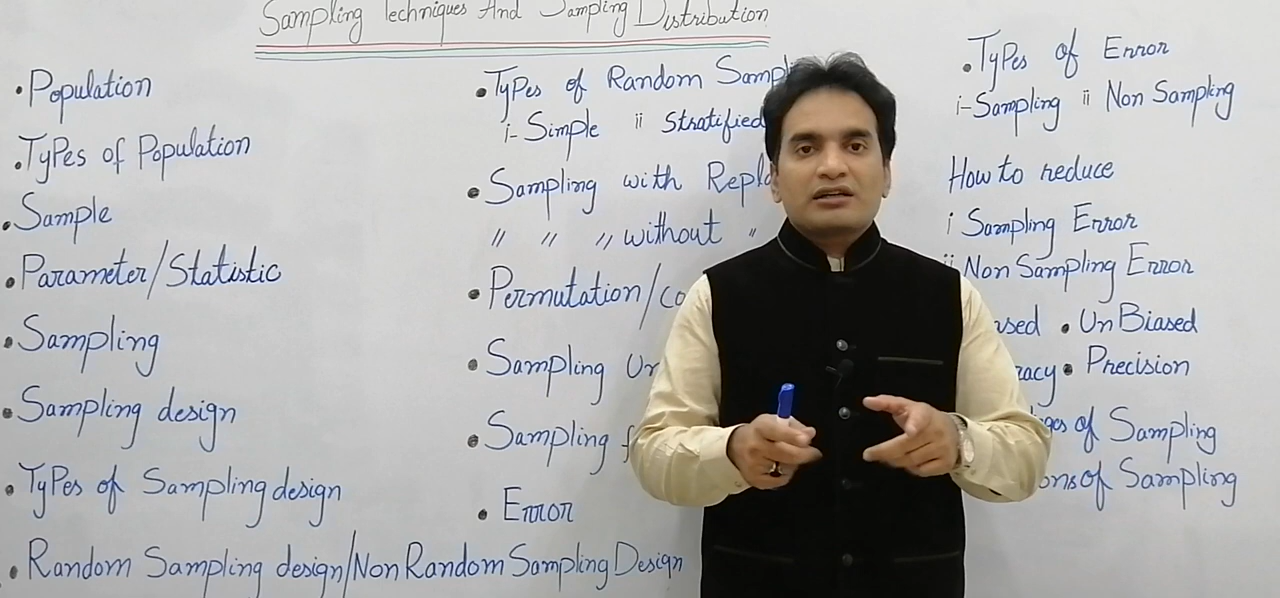 Sampling Techniques And Sampling Distribution
• Population
• Types of Population
• Sample
• Parameter/Statistic
• Sampling
• Sampling design
• Types of Sampling design
• Random Sampling design/Non Random Sampling Design
• Types of Random
i- Simple ii Stratified
• Sampling with
" " " without "
• Permutation/
• Sampling
• Sampling
• Error
• Types of Error
i- Sampling ii Non Sampling
How to reduce
i Sampling Error
ii Non Sampling Error
• UnBiased
• Precision
of Sampling
of Sampling